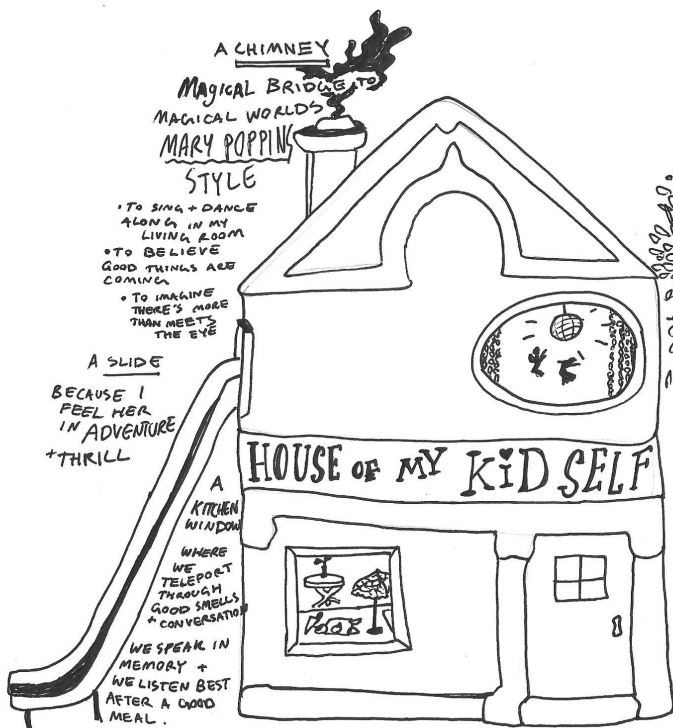 A CHIMNEY
MAgicAL BRIDGE TO
MAGICAL WORLDS
MARY POPPINS
STYLE
• TO SING + DANCE
ALONG IN MY
LIVING ROOM
• TO BELIEVE
GOOD THINGS ARE
COMING
• TO IMAGINE
THERE'S MORE
THAN MEETS
THE EYE
A SLIDE
BECAUSE I
FEEL HER
IN ADVENTURE
+ THRILL
HOUSE OF MY KiD SELF
A
KITCHEN
WINDOW
WHERE
WE
TELEPORT
THROUGH
GOOD SMELLS
+ CONVERSATION
WE SPEAK IN
MEMORY +
WE LISTEN BEST
AFTER A GOOD
MEAL.